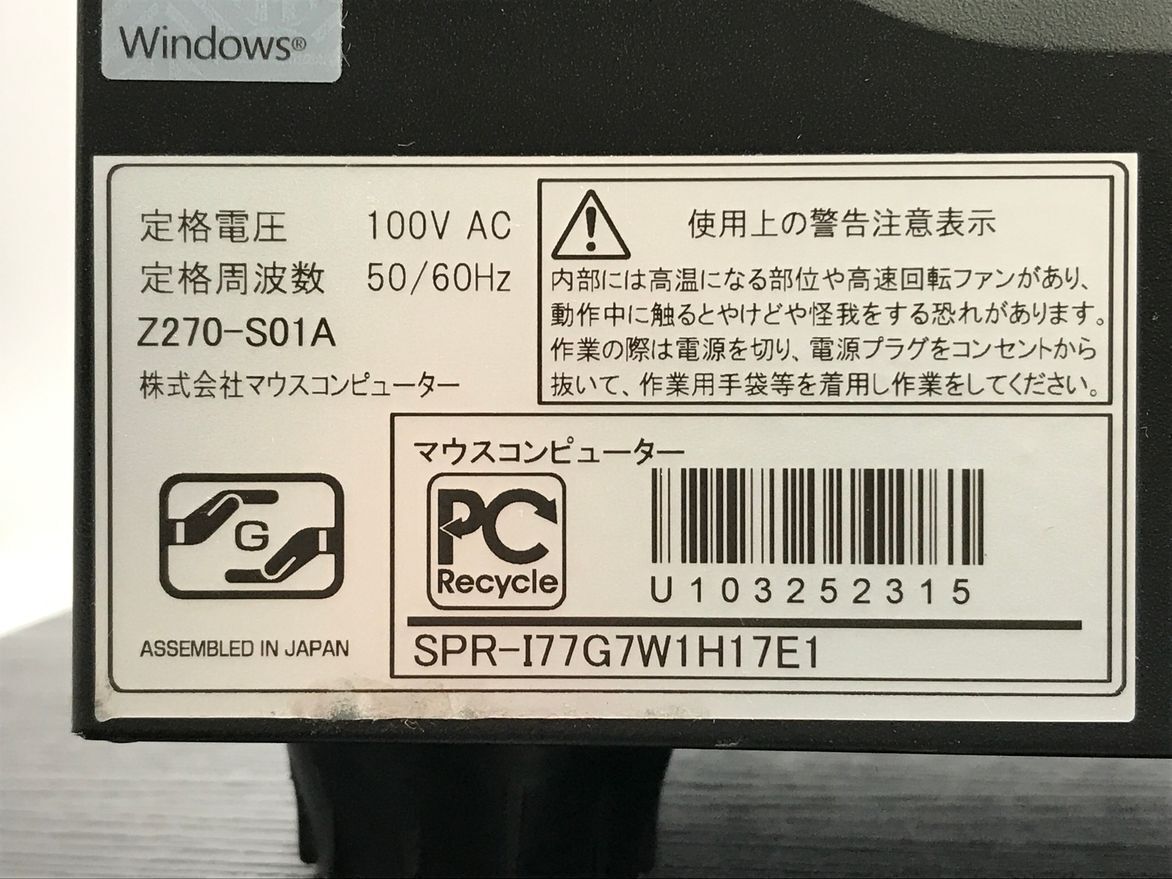 Windows®
定格電圧 100V AC
定格周波数 50/60Hz
Z270-S01A
株式会社マウスコンピューター
使用上の警告注意表示
内部には高温になる部位や高速回転ファンがあり、
動作中に触るとやけどや怪我をする恐れがあります。
作業の際は電源を切り、電源プラグをコンセントから
抜いて、作業用手袋等を着用し作業をしてください。
G
ASSEMBLED IN JAPAN
マウスコンピューター
PC
Recycle
U103252315
SPR-I77G7W1H17E1